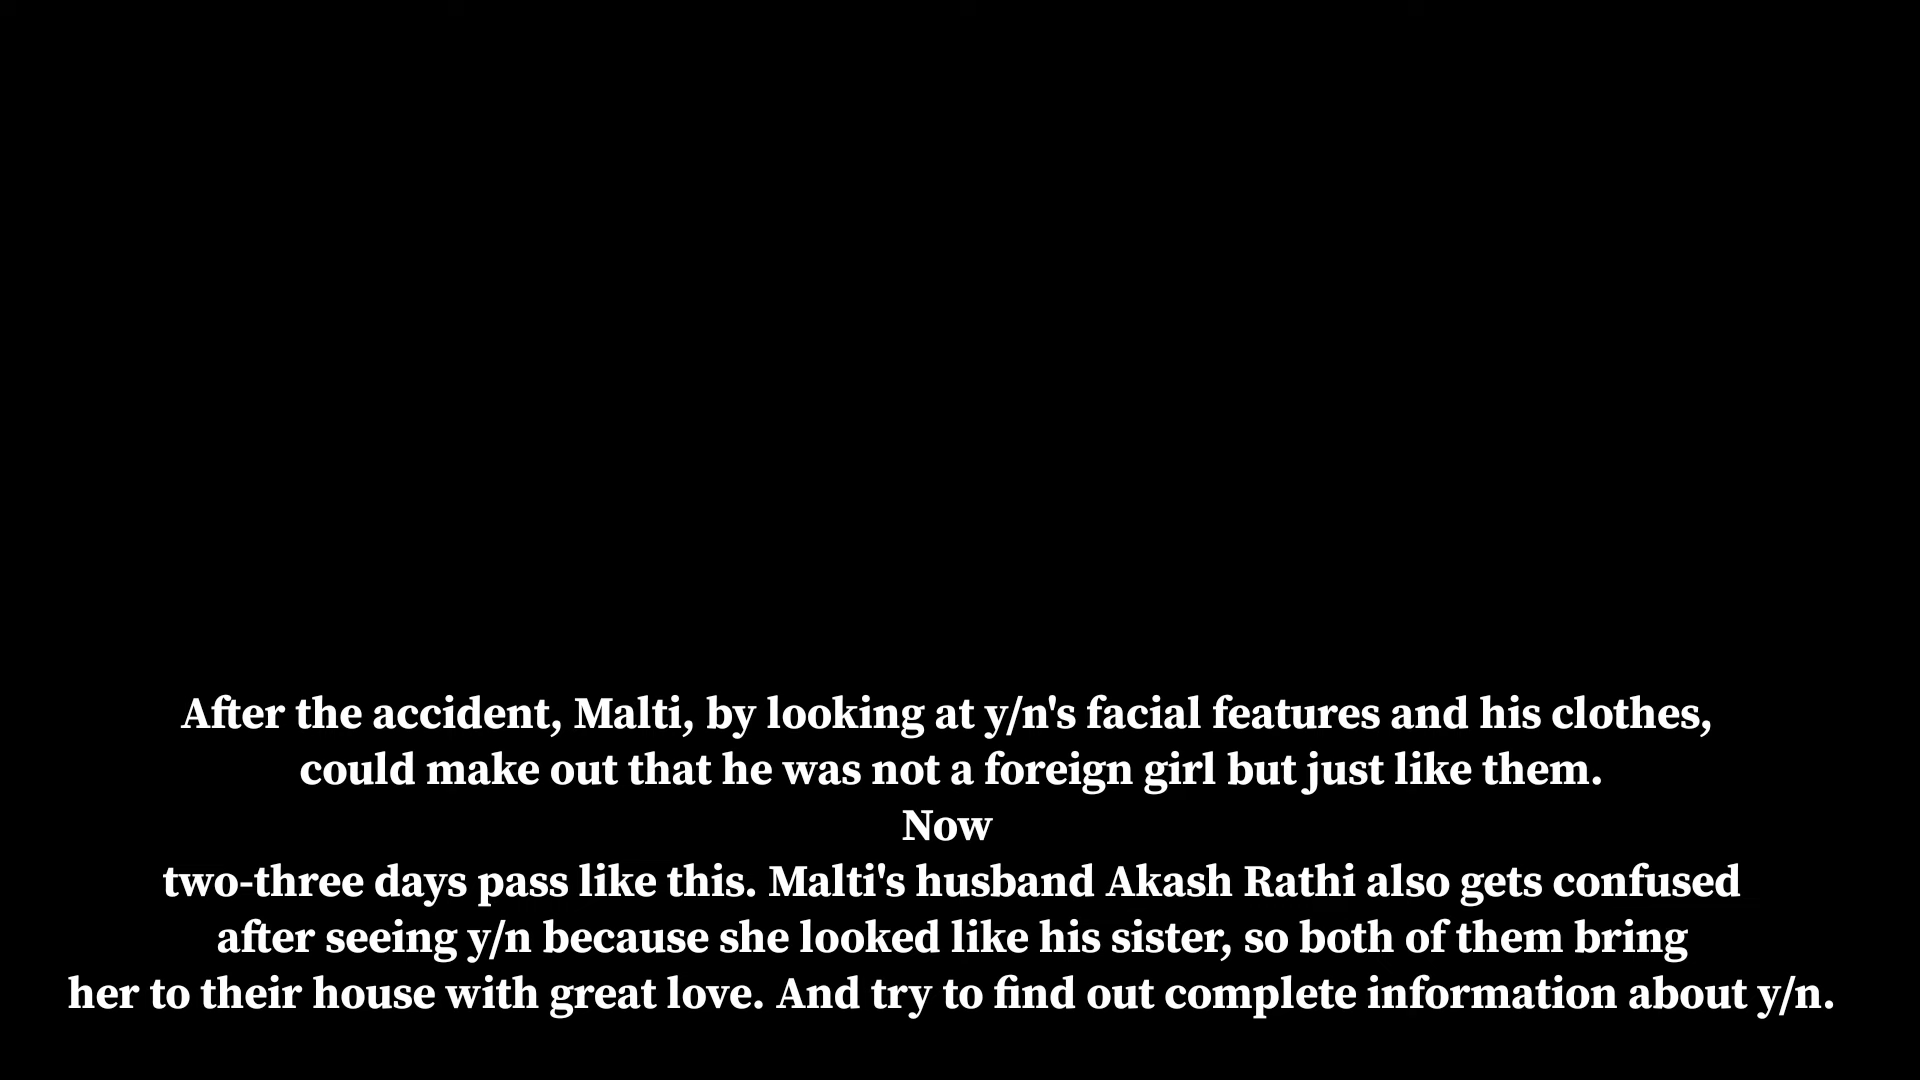 After the accident, Malti, by looking at y/n's facial features and his clothes,
could make out that he was not a foreign girl but just like them.
Now
two-three days pass like this. Malti's husband Akash Rathi also gets confused
after seeing y/n because she looked like his sister, so both of them bring
her to their house with great love. And try to find out complete information about y/n.